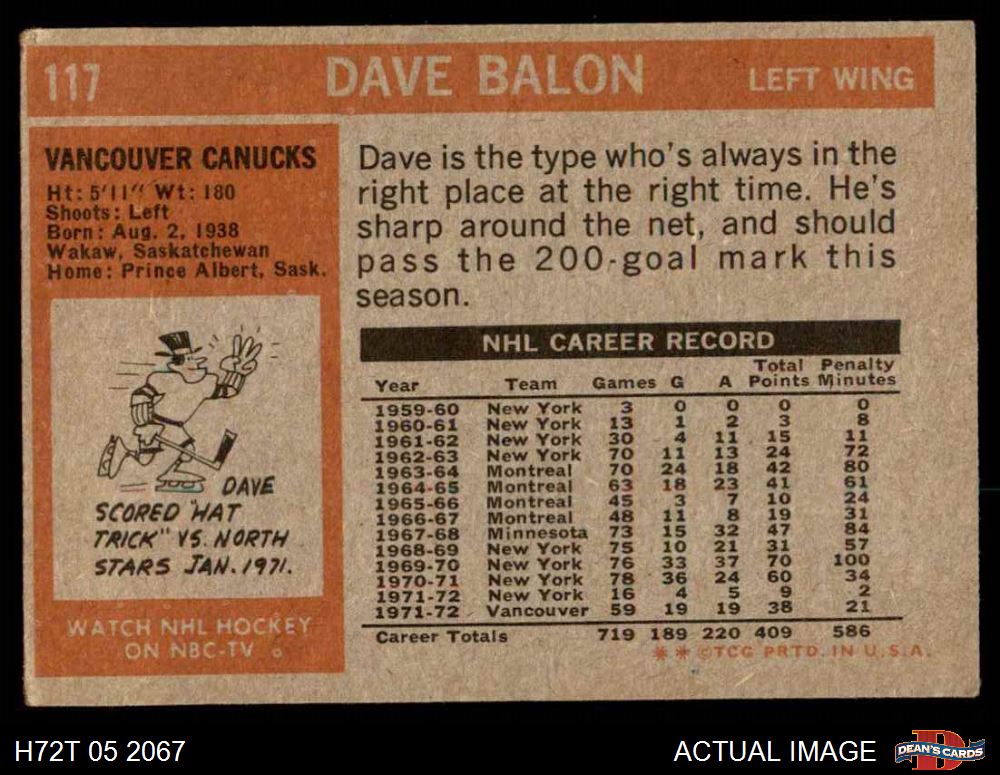 117 DAVE BALON LEFT WING
VANCOUVER CANUCKS
Ht: 5'11" Wt: 180
Shoots: Left
Born: Aug. 2, 1938
Wakaw, Saskatchewan
Home: Prince Albert, Sask.
DAVE
SCORED "HAT
TRICK" VS. NORTH
STARS JAN. 1971.
WATCH NHL HOCKEY
ON NBC-TV 6
Dave is the type who's always in the
right place at the right time. He's
sharp around the net, and should
pass the 200-goal mark this
season.
NHL CAREER RECORD
Year Team Games G A Total Points Penalty Minutes
1959-60 New York 3 0 0 0 0
1960-61 New York 13 1 2 3 8
1961-62 New York 30 4 11 15 11
1962-63 New York 70 11 13 24 72
1963-64 Montreal 70 24 18 42 80
1964-65 Montreal 63 18 23 41 61
1965-66 Montreal 45 3 7 10 24
1966-67 Montreal 48 11 8 19 31
1967-68 Minnesota 73 15 32 47 84
1968-69 New York 75 10 21 31 57
1969-70 New York 76 33 37 70 100
1970-71 New York 78 36 24 60 34
1971-72 New York 16 4 5 9 2
1971-72 Vancouver 59 19 19 38 21
Career Totals 719 189 220 409 586
* * ©TCG PRTD. IN U.S.A.
H72T 05 2067
ACTUAL IMAGE
DEAN'S CARDS